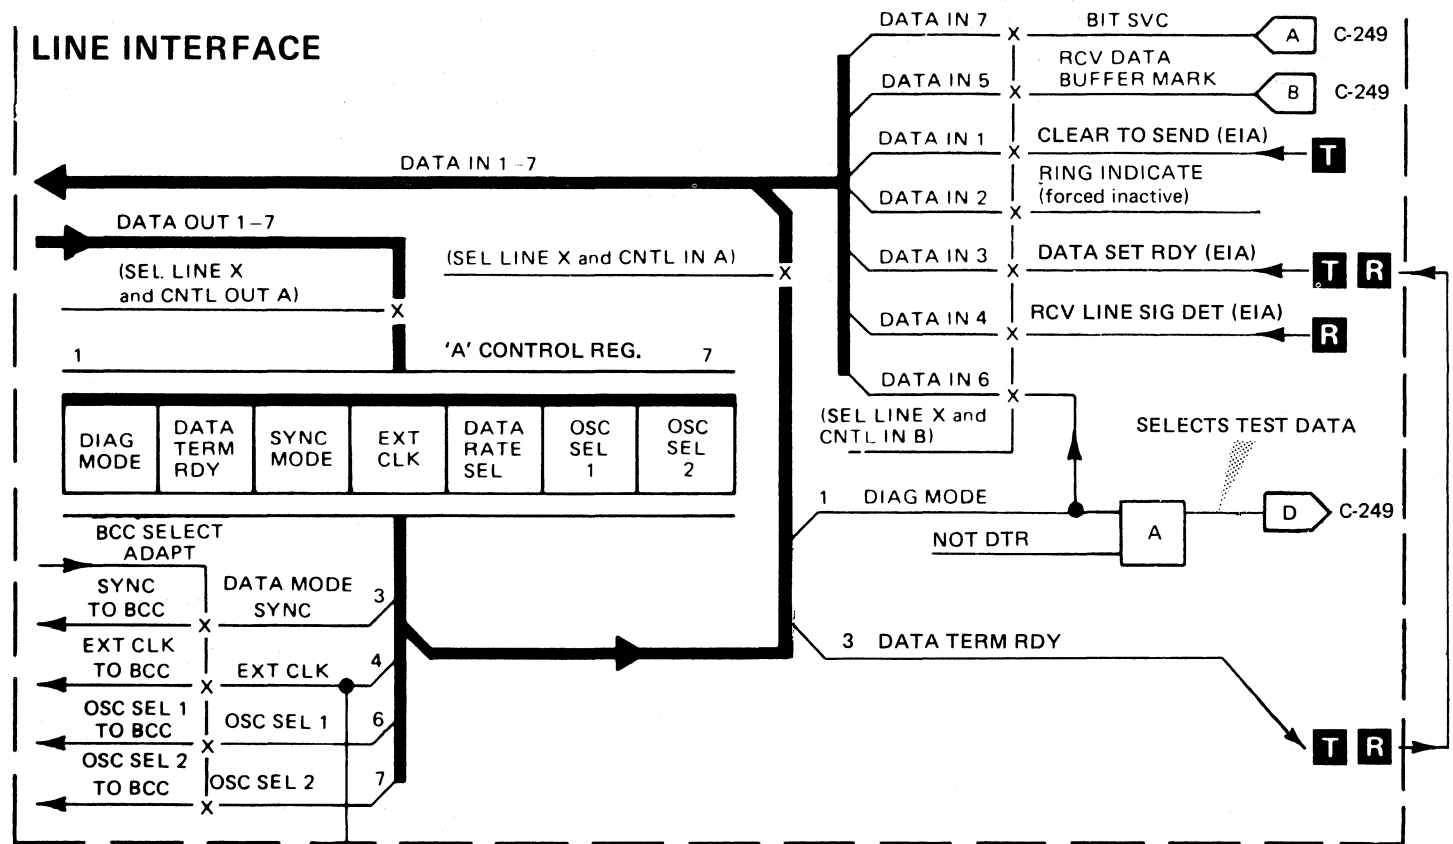 LINE INTERFACE
DATA IN 7
BIT SVC
A
C-249
RCV DATA
DATA IN 5
BUFFER MARK
B
C-249
DATA IN 1
CLEAR TO SEND (EIA)
T
DATA IN 1-7
RING INDICATE
DATA IN 2
(forced inactive)
DATA OUT 1-7
DATA IN 3
DATA SET RDY (EIA)
T
R
(SEL LINE X and CNTL IN A)
(SEL LINE X
and CNTL OUT A)
X
X
X
X
X
X
X
X
X
DATA IN 4
RCV LINE SIG DET (EIA)
R
1
'A' CONTROL REG.
7
DATA IN 6
(SEL LINE X and
CNTL IN B)
DIAG
MODE
DATA
TERM
RDY
SYNC
MODE
EXT
CLK
DATA
RATE
SEL
OSC
SEL
1
OSC
SEL
2
SELECTS TEST DATA
1
DIAG MODE
NOT DTR
A
D
C-249
BCC SELECT
ADAPT
SYNC
TO BCC
X
DATA MODE
SYNC
3
EXT CLK
TO BCC
X
EXT CLK
4
OSC SEL 1
TO BCC
X
OSC SEL 1
6
OSC SEL 2
TO BCC
X
OSC SEL 2
7
3
DATA TERM RDY
T
R